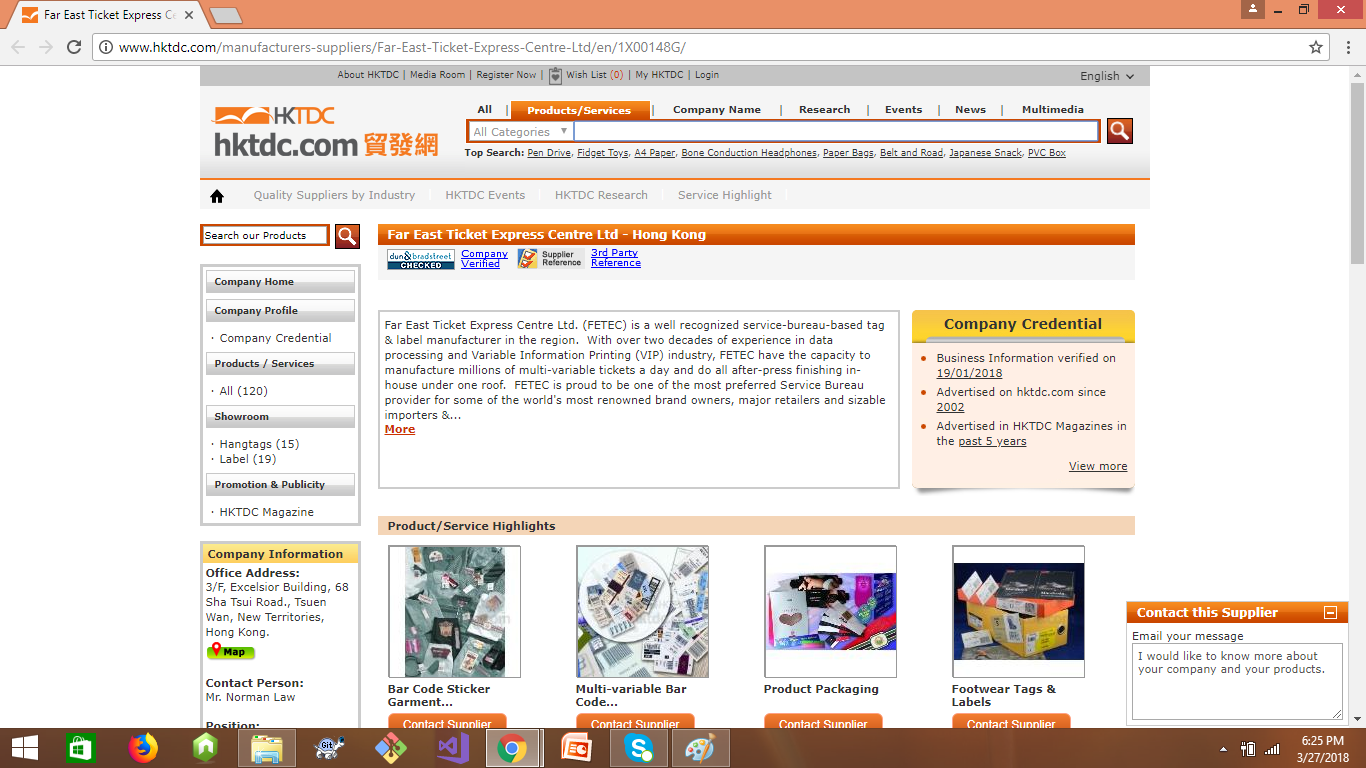 Far East Ticket Express Ce
www.hktdc.com/manufacturers-suppliers/Far-East-Ticket-Express-Centre-Ltd/en/1X00148G/
About HKTDC | Media Room | Register Now | Wish List (0) | My HKTDC | Login
English
HKTDC
hktdc.com 貿發網
All | Products/Services | Company Name | Research | Events | News | Multimedia
All Categories
Top Search: Pen Drive, Fidget Toys, A4 Paper, Bone Conduction Headphones, Paper Bags, Belt and Road, Japanese Snack, PVC Box
Quality Suppliers by Industry HKTDC Events HKTDC Research Service Highlight
Search our Products
Company Home
Company Profile
· Company Credential
Products / Services
· All (120)
Showroom
· Hangtags (15)
· Label (19)
Promotion & Publicity
· HKTDC Magazine
Company Information
Office Address:
3/F, Excelsior Building, 68
Sha Tsui Road., Tsuen
Wan, New Territories,
Hong Kong.
Map
Contact Person:
Mr. Norman Law
Position:
Far East Ticket Express Centre Ltd - Hong Kong
dun&bradstreet
CHECKED
Company
Verified
Supplier
Reference
3rd Party
Reference
Far East Ticket Express Centre Ltd. (FETEC) is a well recognized service-bureau-based tag
& label manufacturer in the region.  With over two decades of experience in data
processing and Variable Information Printing (VIP) industry, FETEC have the capacity to
manufacture millions of multi-variable tickets a day and do all after-press finishing in-
house under one roof.  FETEC is proud to be one of the most preferred Service Bureau
provider for some of the world's most renowned brand owners, major retailers and sizable
importers &...
More
Company Credential
• Business Information verified on
19/01/2018
• Advertised on hktdc.com since
2002
• Advertised in HKTDC Magazines in
the past 5 years
View more
Product/Service Highlights
Bar Code Sticker
Garment...
Contact Supplier
Multi-variable Bar
Code...
Contact Supplier
Product Packaging
Contact Supplier
Footwear Tags &
Labels
Contact Supplier
Contact this Supplier
Email your message
I would like to know more about
your company and your products.
6:25 PM
3/27/2018